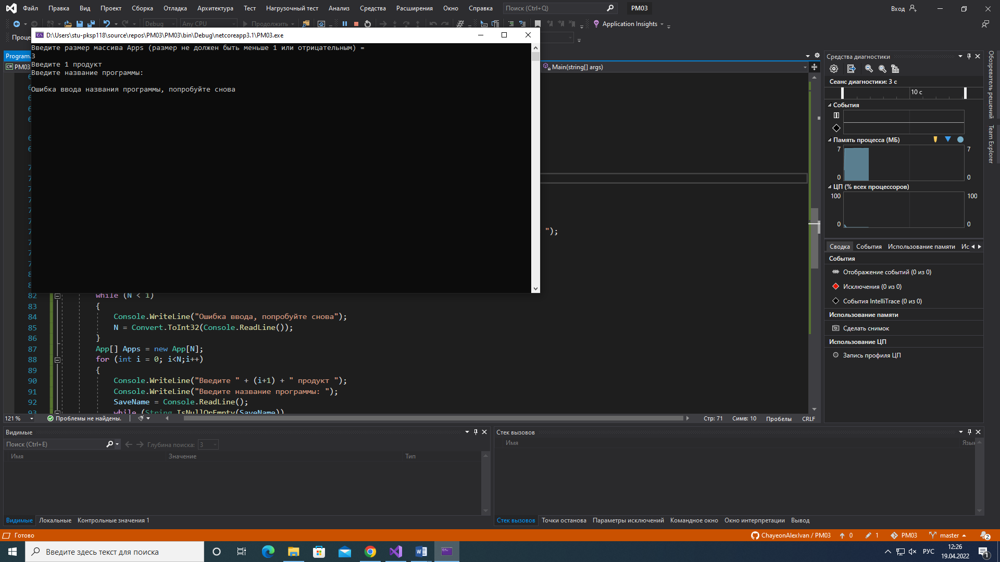 Файл Правка Вид Проект Сборка Отладка Архитектура Тест Нагрузочный тест Анализ Средства Расширения Окно Справка Поиск (Ctrl+Q) PM03 Вход
Debug Any CPU Продолжить Application Insights
Проце
D:\Users\stu-pksp118\source\repos\PM03\PM03\bin\Debug\netcoreapp3.1\PM03.exe
Введите размер массива Apps (размер не должен быть меньше 1 или отрицательным) =
3
Введите 1 продукт
Введите название программы:
Ошибка ввода названия программы, попробуйте снова
Program.
C# PM03
Main(string[] args)
");
82 while (N < 1)
83 {
84 Console.WriteLine("Ошибка ввода, попробуйте снова");
85 N = Convert.ToInt32(Console.ReadLine());
86 }
87 App[] Apps = new App[N];
88 for (int i = 0; i<N;i++)
89 {
90 Console.WriteLine("Введите " + (i+1) + " продукт ");
91 Console.WriteLine("Введите название программы: ");
92 SaveName = Console.ReadLine();
93 while (String.IsNullOrEmpty(SaveName))
121 % Проблемы не найдены. Стр: 71 Симв: 10 Пробелы CRLF
Средства диагностики
Сеанс диагностики: 3 с
10 с
События
Память процесса (МБ)
7 7
0 0
ЦП (% всех процессоров)
100 100
0 0
Сводка События Использование памяти Ис
События
Отображение событий (0 из 0)
Исключения (0 из 0)
События IntelliTrace (0 из 0)
Использование памяти
Сделать снимок
Использование ЦП
Запись профиля ЦП
Обозреватель решений
Team Explorer
Видимые
Поиск (Ctrl+E) Глубина поиска: 3
Имя Значение Тип
Видимые Локальные Контрольные значения 1
Стек вызовов
Имя Язык
Стек вызовов Точки останова Параметры исключений Командное окно Окно интерпретации Вывод
Готово ChayeonAlexIvan / PM03 0 1 PM03 master 2
Введите здесь текст для поиска
РУС 12:26
19.04.2022
1